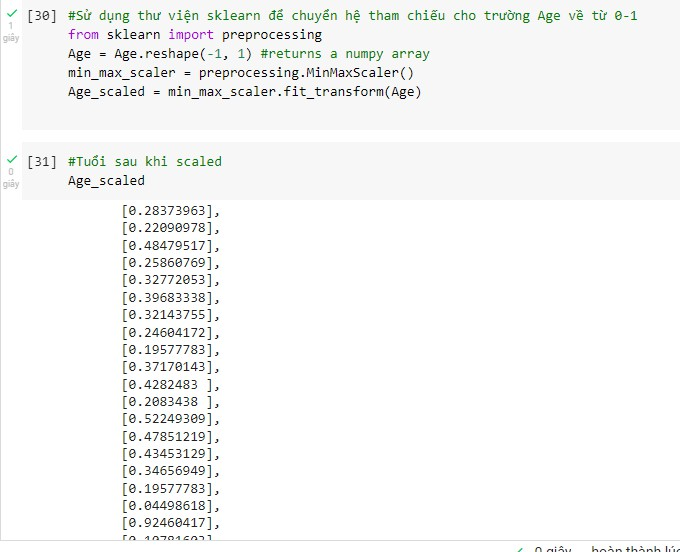 [30] #Sử dụng thư viện sklearn để chuyển hệ tham chiếu cho trường Age về từ 0-1
1
giây
from sklearn import preprocessing
Age = Age.reshape(-1, 1) #returns a numpy array
min_max_scaler = preprocessing.MinMaxScaler()
Age_scaled = min_max_scaler.fit_transform(Age)
[31] #Tuổi sau khi scaled
0
giây
Age_scaled
[0.28373963],
[0.22090978],
[0.48479517],
[0.25860769],
[0.32772053],
[0.39683338],
[0.32143755],
[0.24604172],
[0.19577783],
[0.37170143],
[0.4282483 ],
[0.2083438 ],
[0.52249309],
[0.47851219],
[0.43453129],
[0.34656949],
[0.19577783],
[0.04498618],
[0.92460417],